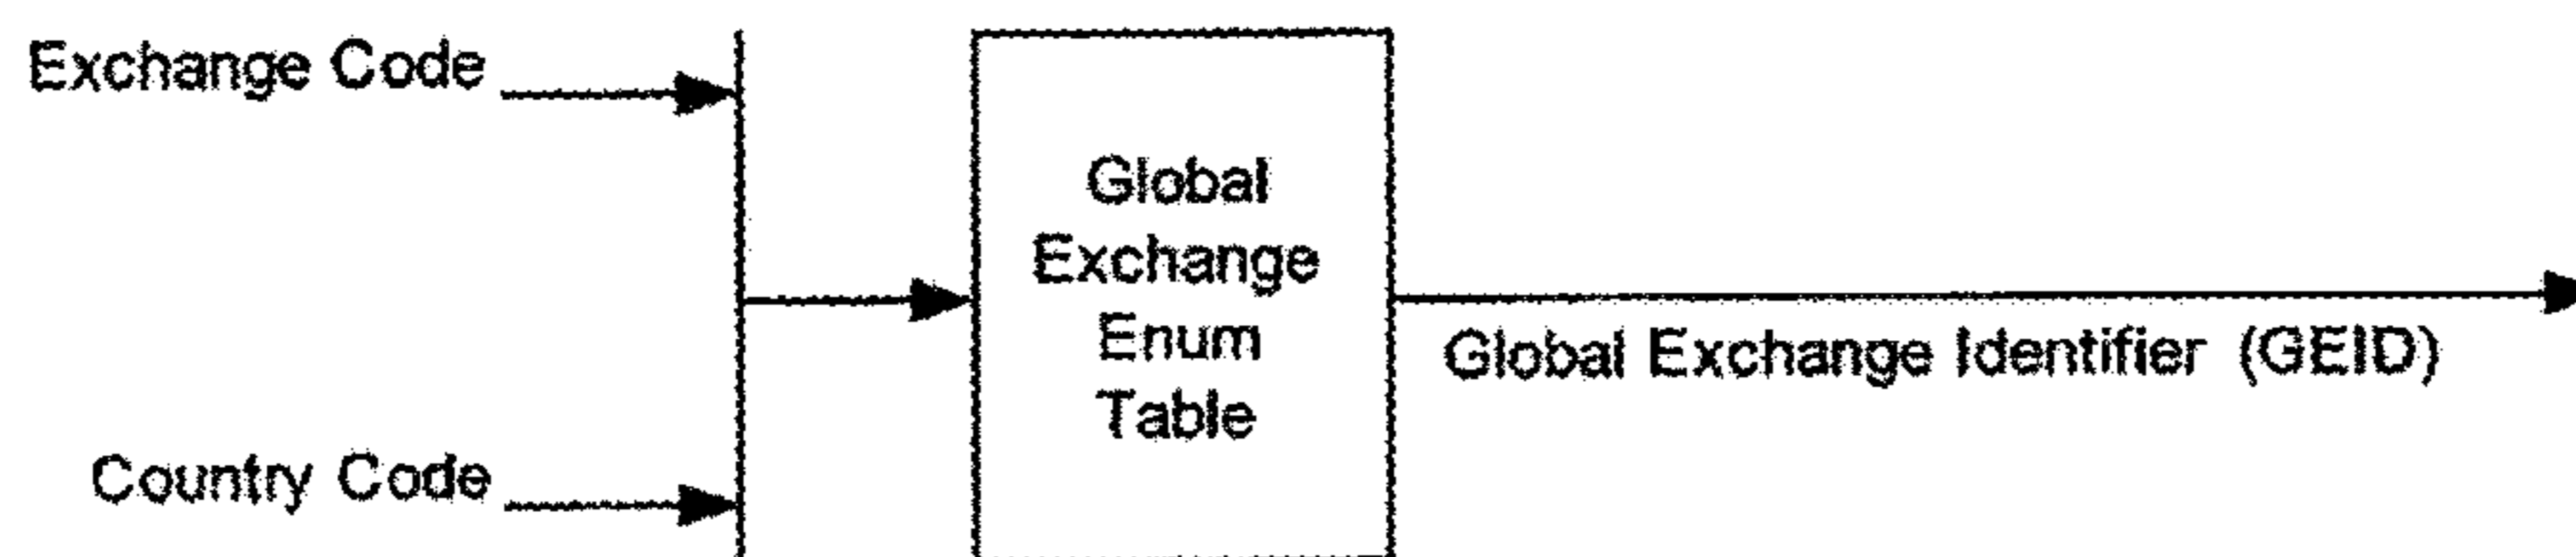 Exchange Code
Global
Exchange
Enum
Table
Global Exchange Identifier (GEID)
Country Code